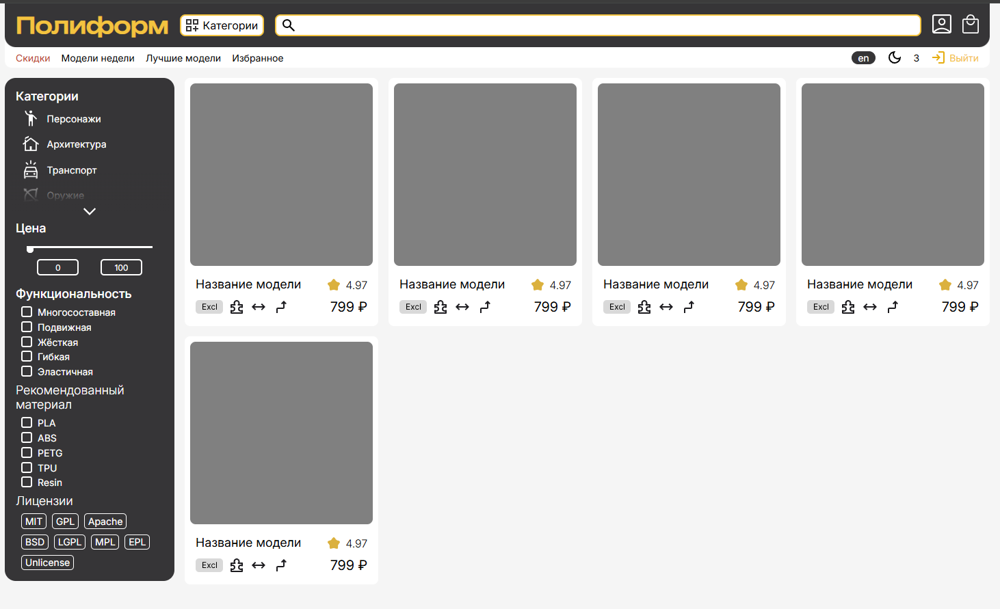 Полиформ
Категории
Скидки Модели недели Лучшие модели Избранное
en 3 Выйти
Категории
Персонажи
Архитектура
Транспорт
Оружие
Цена
0 100
Функциональность
Многосоставная
Подвижная
Жёсткая
Гибкая
Эластичная
Рекомендованный
материал
PLA
ABS
PETG
TPU
Resin
Лицензии
MIT GPL Apache
BSD LGPL MPL EPL
Unlicense
Название модели 4.97
Excl 799 ₽
Название модели 4.97
Excl 799 ₽
Название модели 4.97
Excl 799 ₽
Название модели 4.97
Excl 799 ₽
Название модели 4.97
Excl 799 ₽